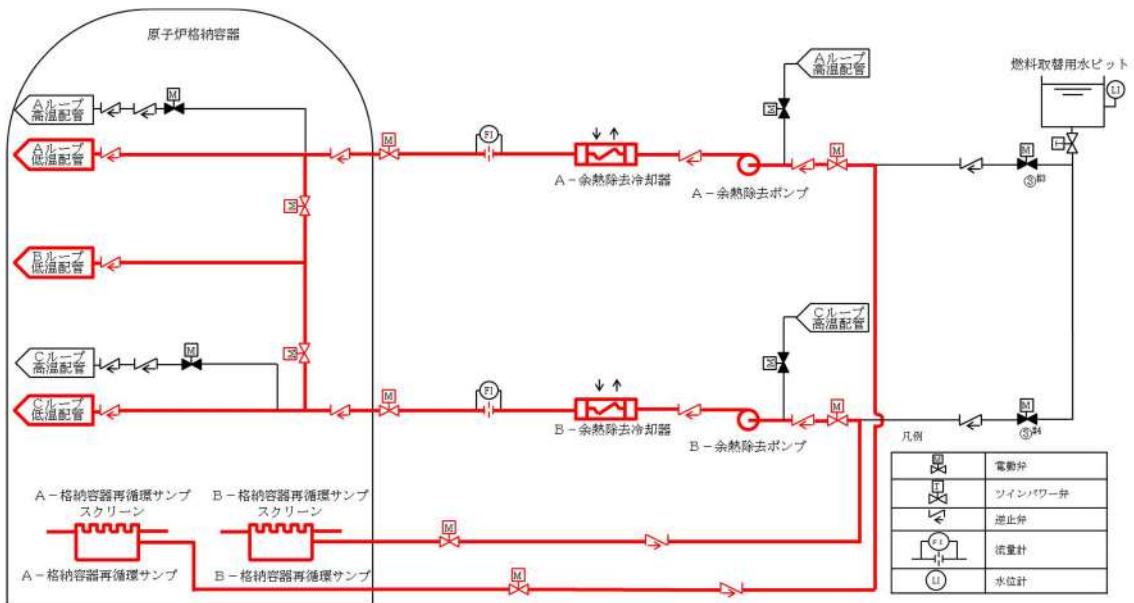 原子炉格納容器
Aループ
高温配管
M
Aループ
低温配管
M
Bループ
低温配管
M
Cループ
高温配管
M
Cループ
低温配管
M
FI
A-余熱除去冷却器
A-余熱除去ポンプ
M
Aループ
高温配管
M
燃料取替用水ピット
LI
T
M
M
FI
B-余熱除去冷却器
B-余熱除去ポンプ
M
Cループ
高温配管
M
M
M
A-格納容器再循環サンプ
スクリーン
B-格納容器再循環サンプ
スクリーン
A-格納容器再循環サンプ
B-格納容器再循環サンプ
M
M
凡例
M
電動弁
T
ツインパワー弁
逆止弁
FI
流量計
LI
水位計